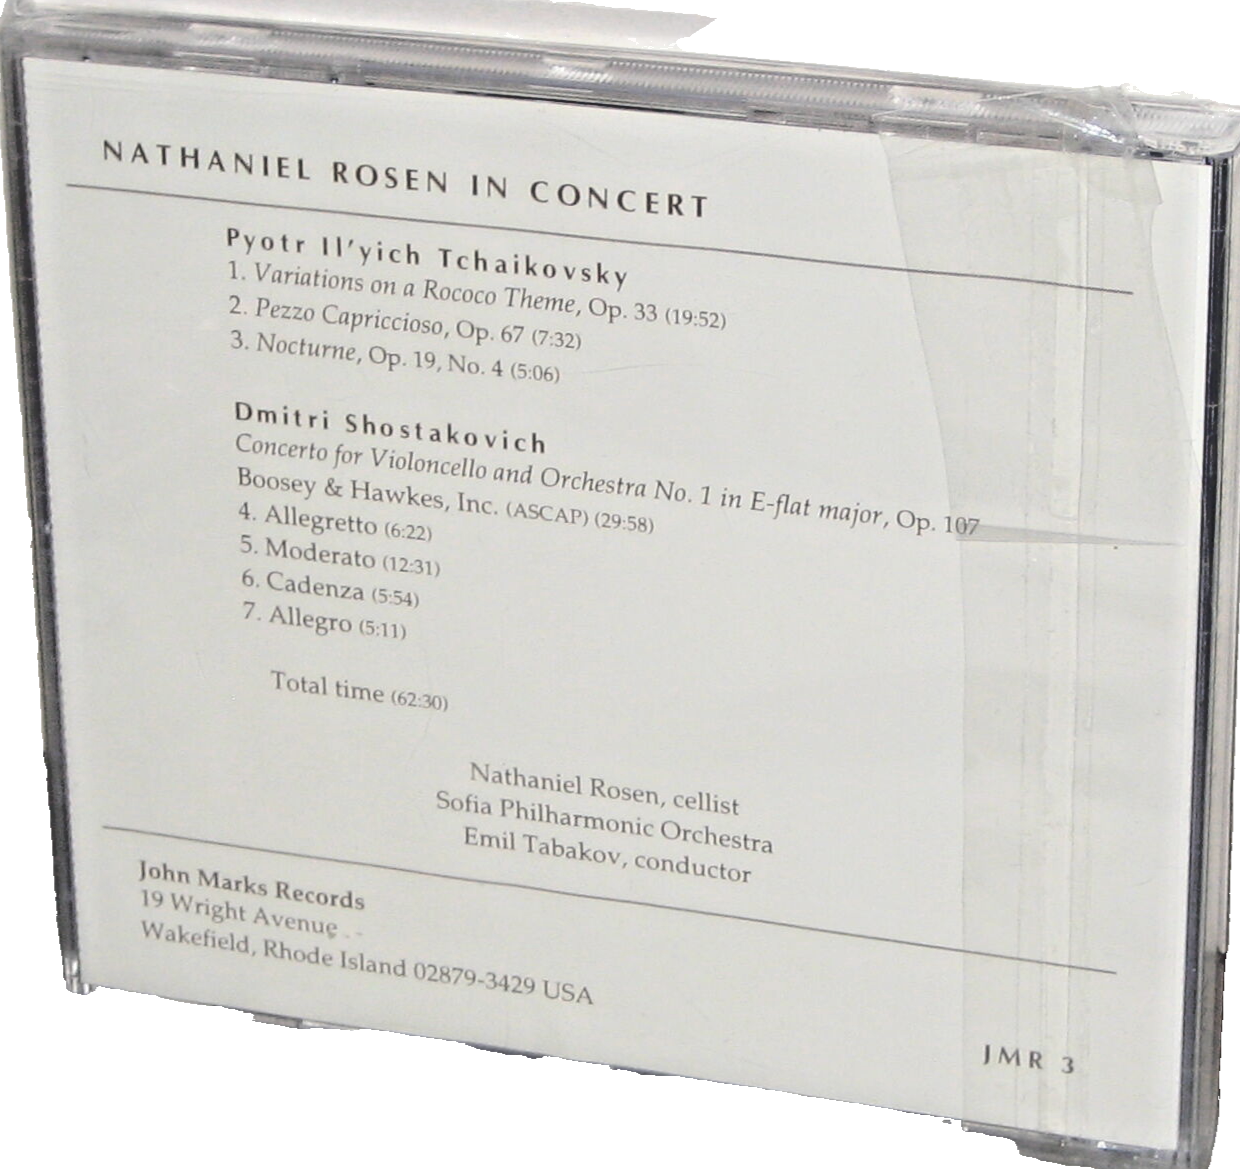 NATHANIEL ROSEN IN CONCERT
Pyotr Il'yich Tchaikovsky
1. Variations on a Rococo Theme, Op. 33 (19:52)
2. Pezzo Capriccioso, Op. 67 (7:32)
3. Nocturne, Op. 19, No. 4 (5:06)
Dmitri Shostakovich
Concerto for Violoncello and Orchestra No. 1 in E-flat major, Op. 107
Boosey & Hawkes, Inc. (ASCAP) (29:58)
4. Allegretto (6:22)
5. Moderato (12:31)
6. Cadenza (5:54)
7. Allegro (5:11)
Total time (62:30)
Nathaniel Rosen, cellist
Sofia Philharmonic Orchestra
Emil Tabakov, conductor
John Marks Records
19 Wright Avenue
Wakefield, Rhode Island 02879-3429 USA
JMR 3